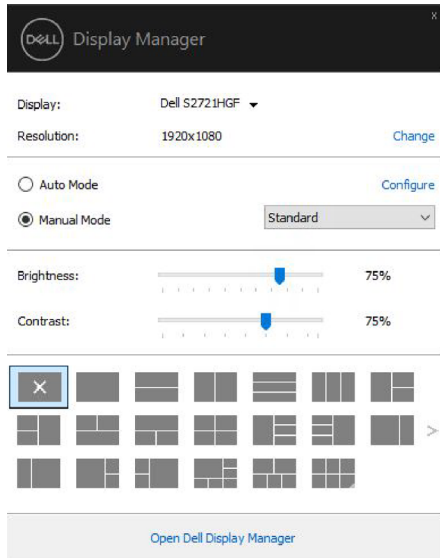 DELL Display Manager
Display: Dell S2721HGF
Resolution: 1920x1080 Change
Auto Mode Configure
Manual Mode Standard
Brightness: 75%
Contrast: 75%
Open Dell Display Manager